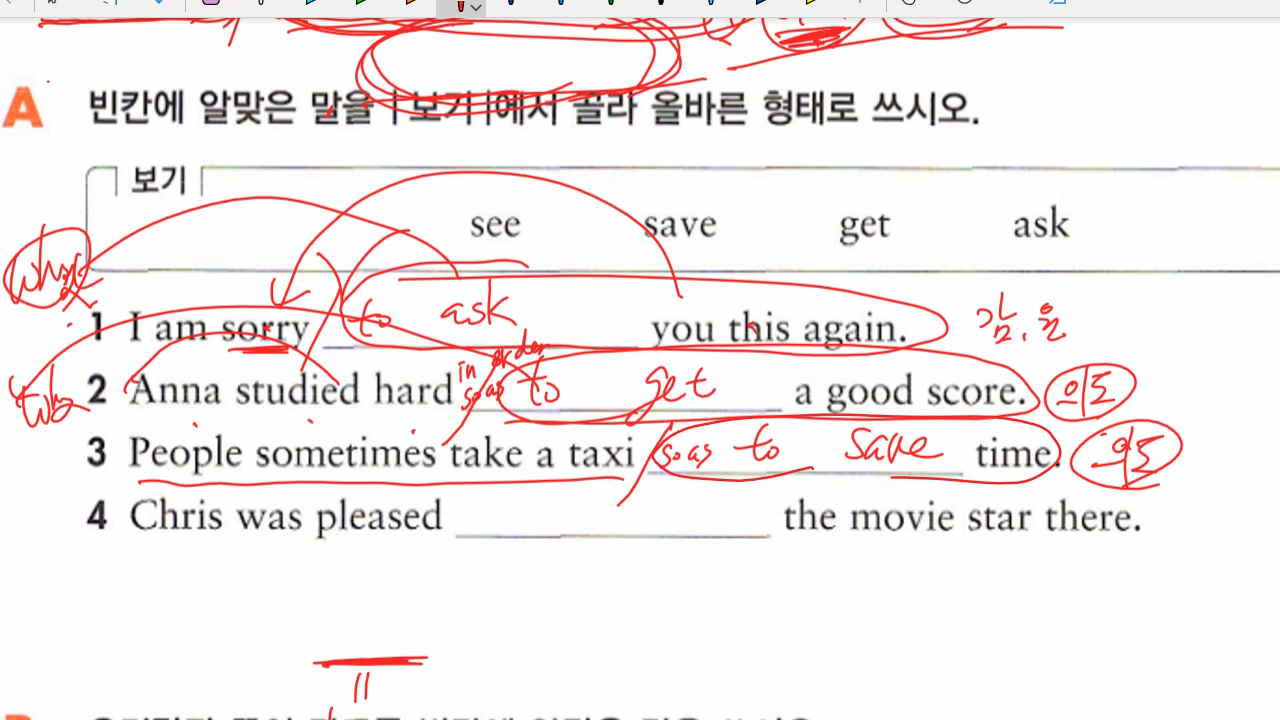 A 빈칸에 알맞은 말을 |보기|에서 골라 올바른 형태로 쓰시오.
보기
see save get ask
why
1 I am sorry to ask you this again. 감.원
in order
so as
2 Anna studied hard to get a good score. 의도
why
3 People sometimes take a taxi so as to save time. 의도
4 Chris was pleased the movie star there.